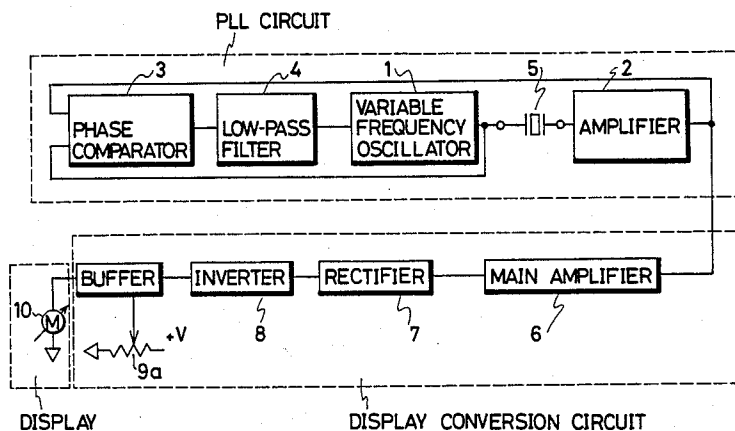 PLL CIRCUIT
3
4
1
5
2
PHASE
COMPARATOR
LOW-PASS
FILTER
VARIABLE
FREQUENCY
OSCILLATOR
AMPLIFIER
BUFFER
INVERTER
RECTIFIER
MAIN AMPLIFIER
10
M
+V
9a
8
7
6
DISPLAY
DISPLAY CONVERSION CIRCUIT